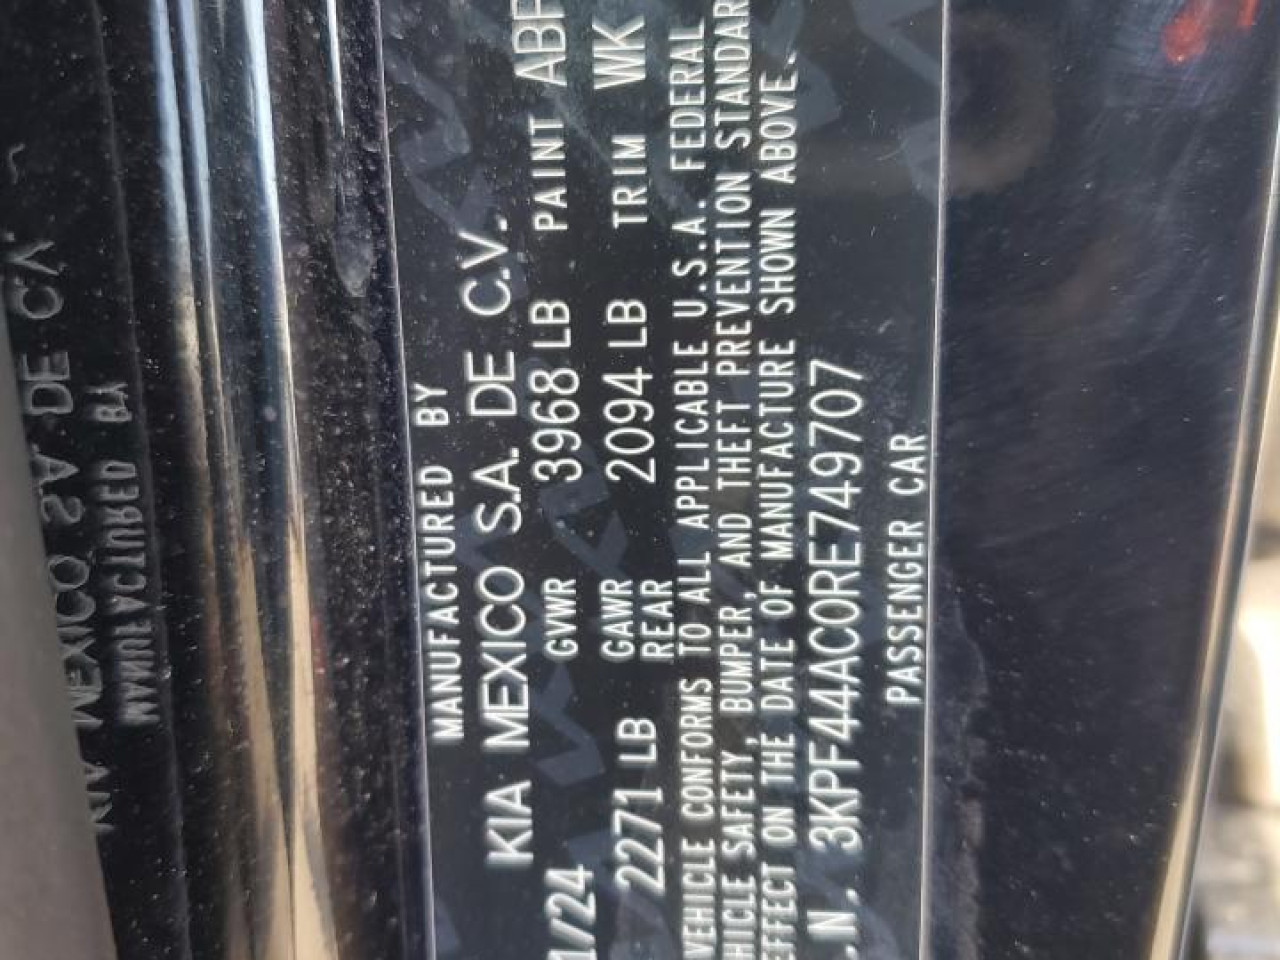 MANUFACTURED BY
KIA MEXICO S.A. DE C.V.
1/24 GVWR 3968 LB PAINT ABP
2271 LB GAWR REAR 2094 LB TRIM WK
VEHICLE CONFORMS TO ALL APPLICABLE U.S.A. FEDERAL
HICLE SAFETY, BUMPER, AND THEFT PREVENTION STANDAR
EFFECT ON THE DATE OF MANUFACTURE SHOWN ABOVE.
.N. 3KPF44AC0RE749707
PASSENGER CAR